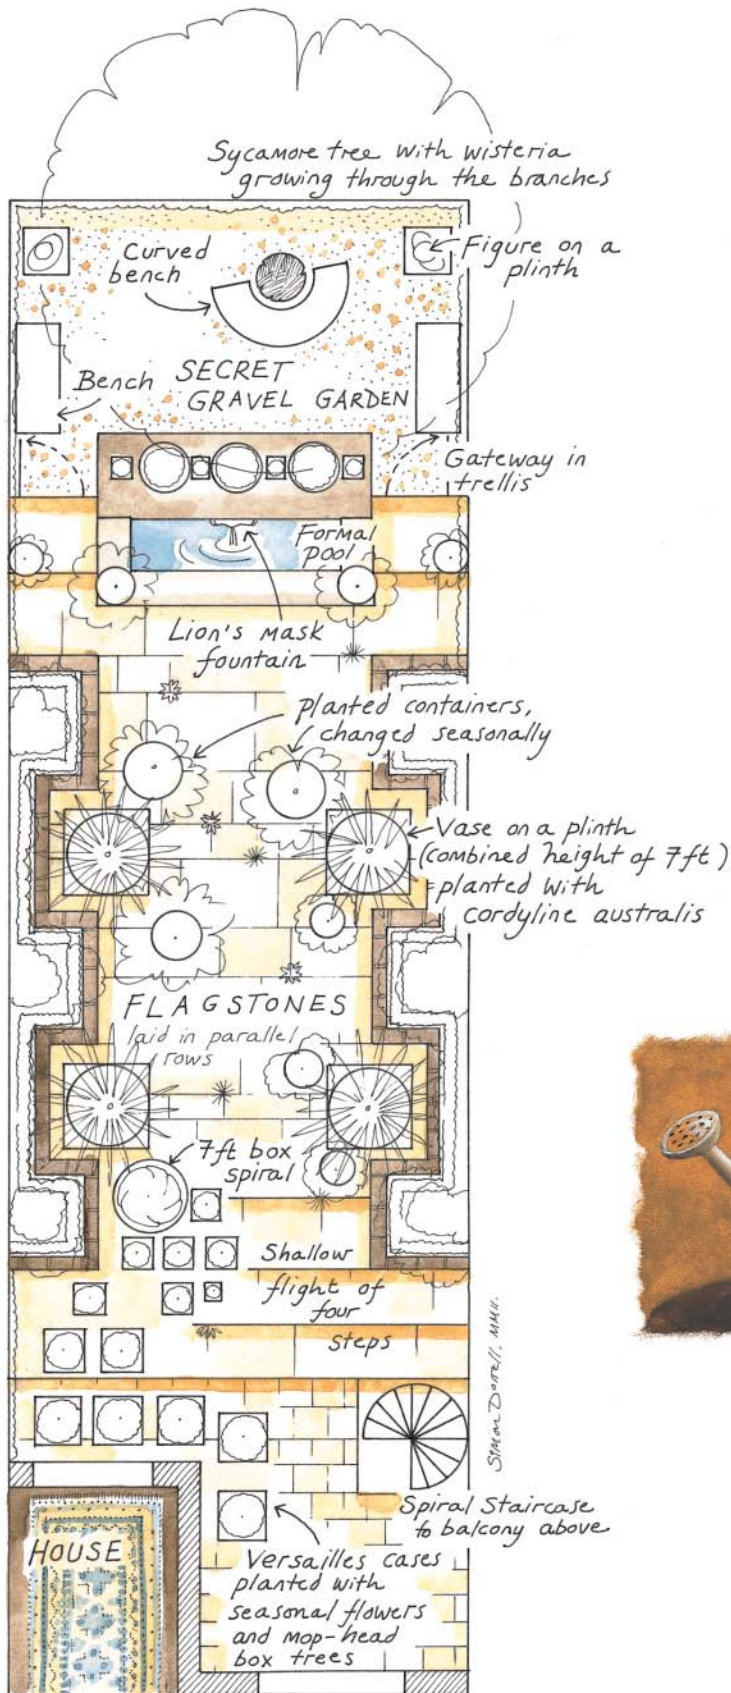 Sycamore tree with wisteria
growing through the branches
Curved
bench
Figure on a
plinth
Bench
SECRET
GRAVEL GARDEN
Gateway in
trellis
Formal
Pool
Lion's mask
fountain
planted containers,
changed seasonally
Vase on a plinth
(combined height of 7ft)
planted with
cordyline australis
FLAGSTONES
laid in parallel
rows
7ft box
spiral
Shallow
flight of
four
steps
Simon Dorrell. MMII.
Spiral Staircase
to balcony above
HOUSE
Versailles cases
planted with
seasonal flowers
and mop-head
box trees